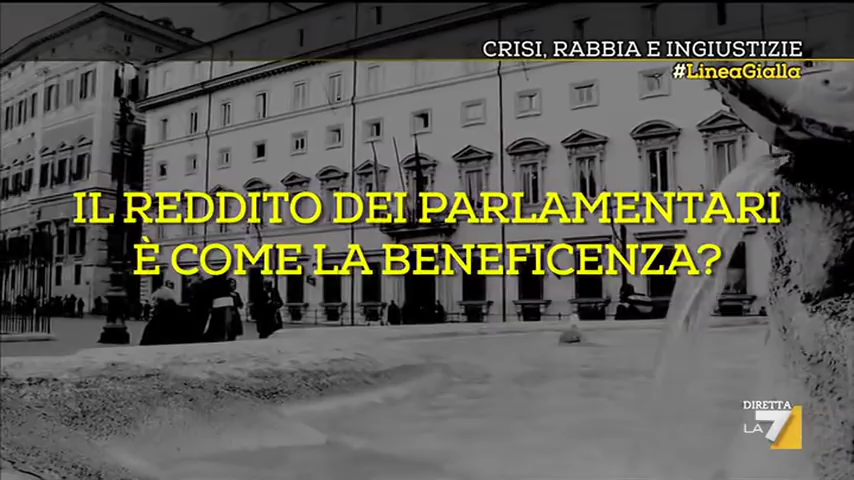 CRISI, RABBIA E INGIUSTIZIE
#LineaGialla
IL REDDITO DEI PARLAMENTARI
È COME LA BENEFICENZA?
DIRETTA
LA 7